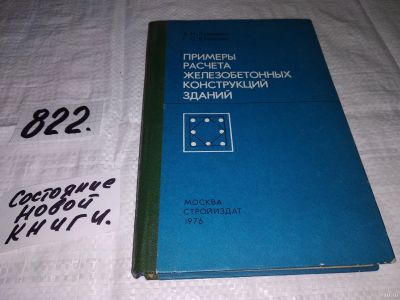 822.
Состояние
новой
книги.
ПРИМЕРЫ
РАСЧЕТА
ЖЕЛЕЗОБЕТОННЫХ
КОНСТРУКЦИЙ
ЗДАНИЙ
МОСКВА
СТРОЙИЗДАТ
1976